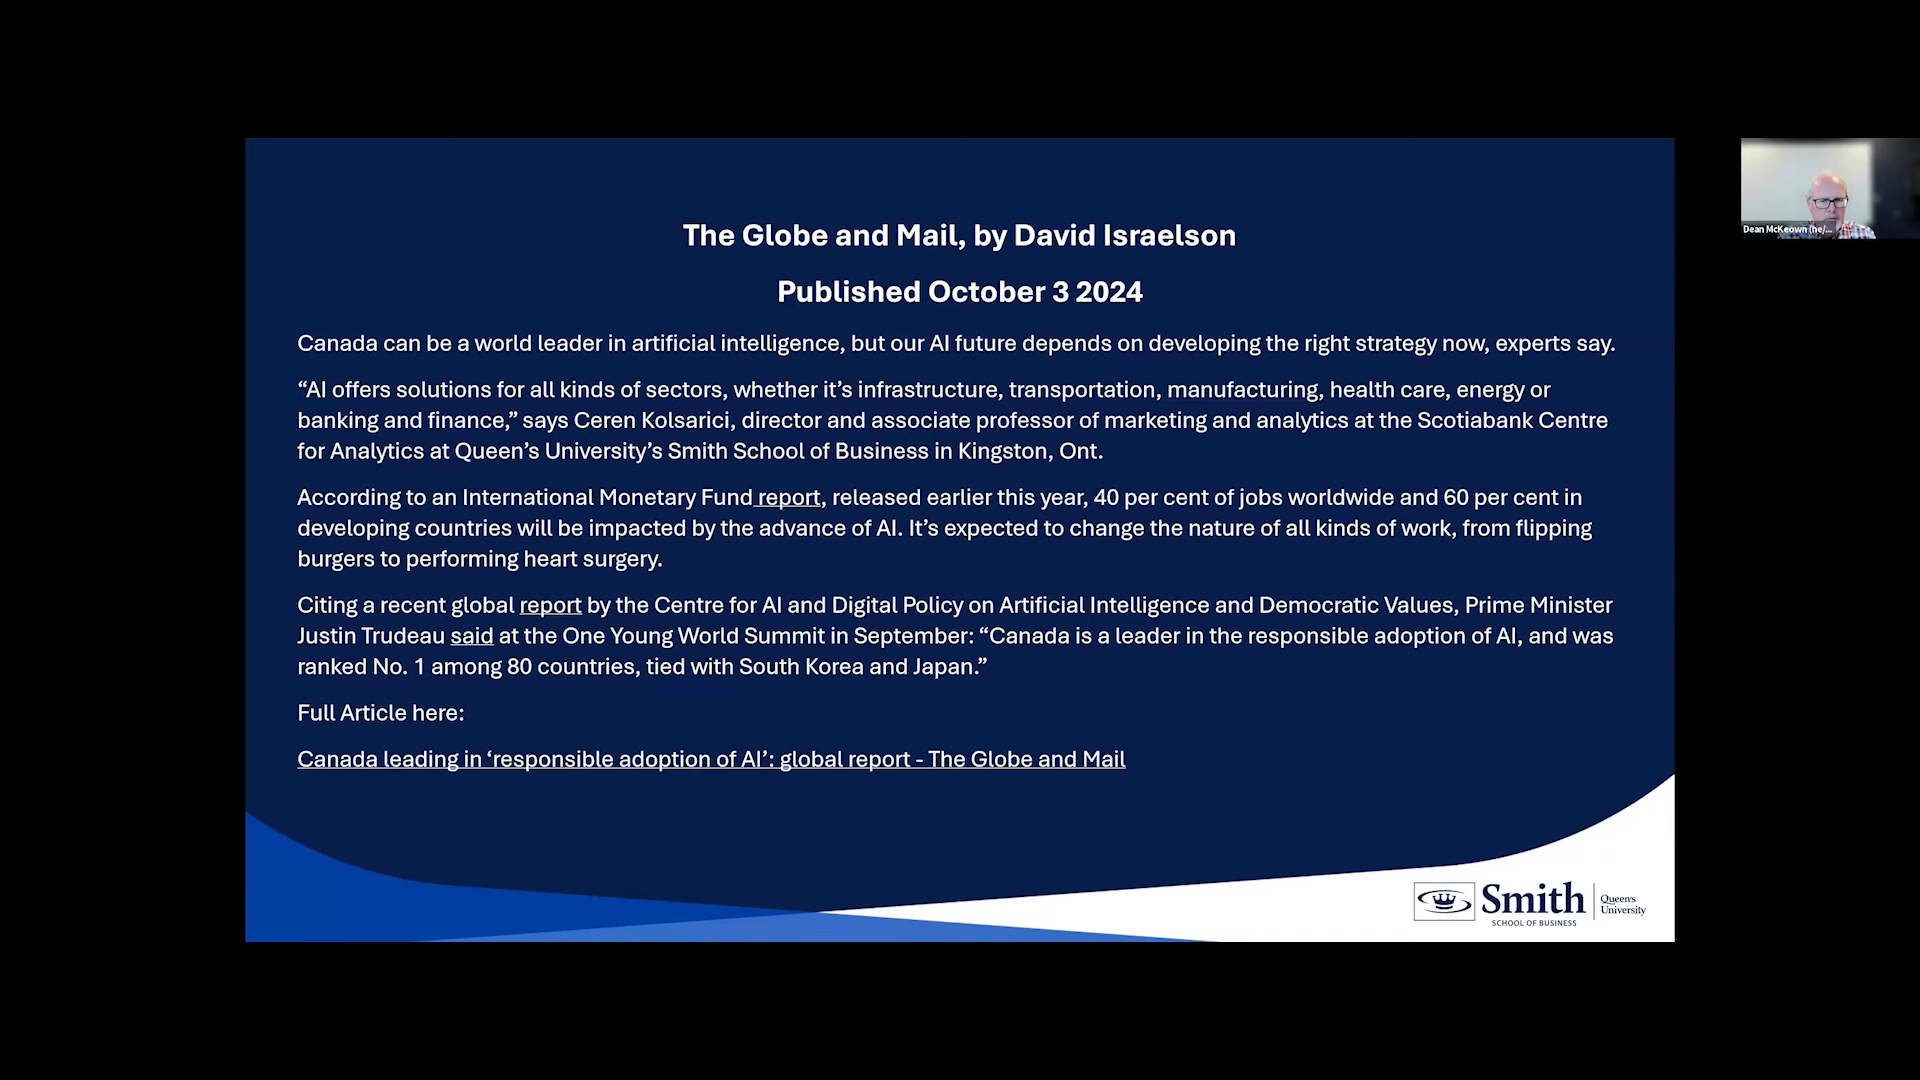 The Globe and Mail, by David Israelson
Published October 3 2024
Canada can be a world leader in artificial intelligence, but our AI future depends on developing the right strategy now, experts say.
“AI offers solutions for all kinds of sectors, whether it’s infrastructure, transportation, manufacturing, health care, energy or
banking and finance,” says Ceren Kolsarici, director and associate professor of marketing and analytics at the Scotiabank Centre
for Analytics at Queen’s University’s Smith School of Business in Kingston, Ont.
According to an International Monetary Fund report, released earlier this year, 40 per cent of jobs worldwide and 60 per cent in
developing countries will be impacted by the advance of AI. It’s expected to change the nature of all kinds of work, from flipping
burgers to performing heart surgery.
Citing a recent global report by the Centre for AI and Digital Policy on Artificial Intelligence and Democratic Values, Prime Minister
Justin Trudeau said at the One Young World Summit in September: “Canada is a leader in the responsible adoption of AI, and was
ranked No. 1 among 80 countries, tied with South Korea and Japan.”
Full Article here:
Canada leading in ‘responsible adoption of AI’: global report - The Globe and Mail
Smith
SCHOOL OF BUSINESS
Queen's
University
Dean McKeown (he/...